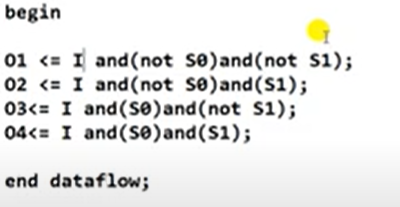 begin
O1 <= I and(not S0)and(not S1);
O2 <= I and(not S0)and(S1);
O3<= I and(S0)and(not S1);
O4<= I and(S0)and(S1);
end dataflow;